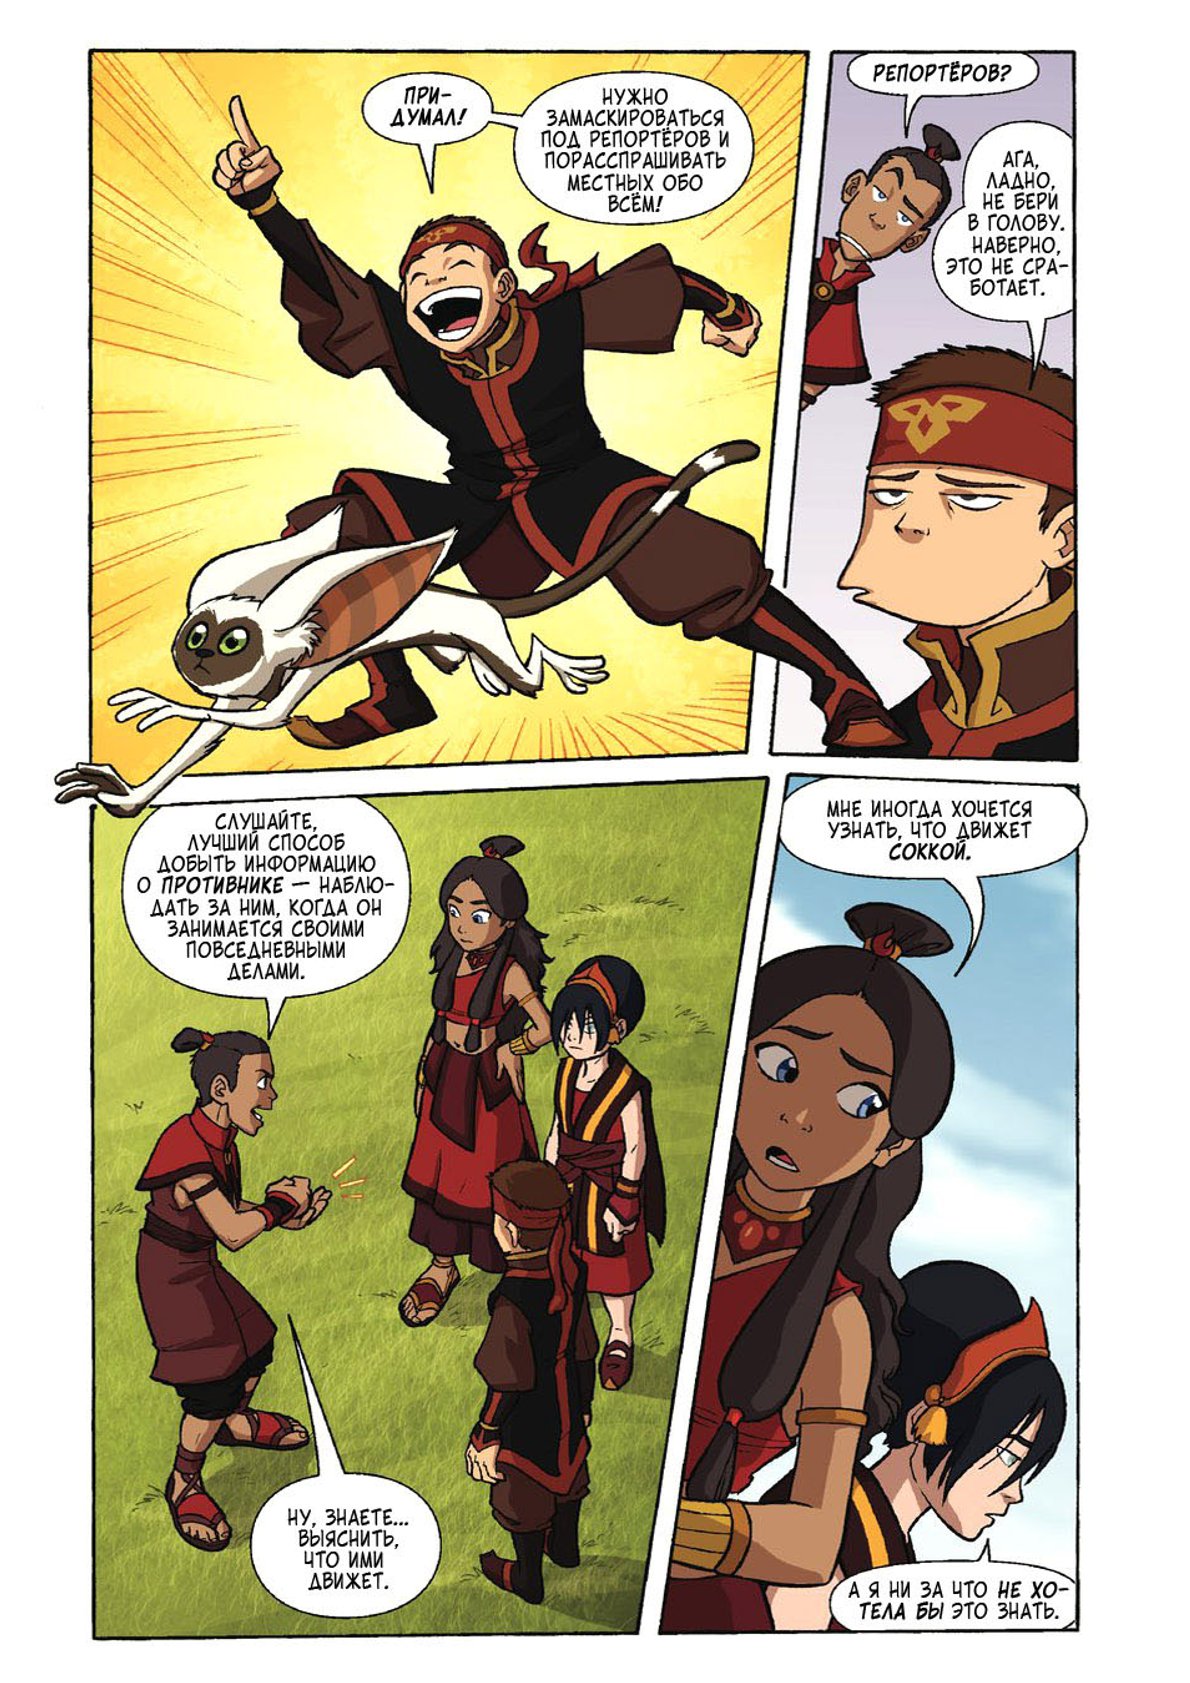 ПРИ-
ДУМАЛ!
НУЖНО
ЗАМАСКИРОВАТЬСЯ
ПОД РЕПОРТЁРОВ И
ПОРАССПРАШИВАТЬ
МЕСТНЫХ ОБО
ВСЁМ!
РЕПОРТЁРОВ?
АГА,
ЛАДНО,
НЕ БЕРИ
В ГОЛОВУ.
НАВЕРНО,
ЭТО НЕ СРА-
БОТАЕТ.
СЛУШАЙТЕ,
ЛУЧШИЙ СПОСОБ
ДОБЫТЬ ИНФОРМАЦИЮ
О ПРОТИВНИКЕ — НАБЛЮ-
ДАТЬ ЗА НИМ, КОГДА ОН
ЗАНИМАЕТСЯ СВОИМИ
ПОВСЕДНЕВНЫМИ
ДЕЛАМИ.
НУ, ЗНАЕТЕ...
ВЫЯСНИТЬ,
ЧТО ИМИ
ДВИЖЕТ.
МНЕ ИНОГДА ХОЧЕТСЯ
УЗНАТЬ, ЧТО ДВИЖЕТ
СОККОЙ.
А Я НИ ЗА ЧТО НЕ ХО-
ТЕЛА БЫ ЭТО ЗНАТЬ.